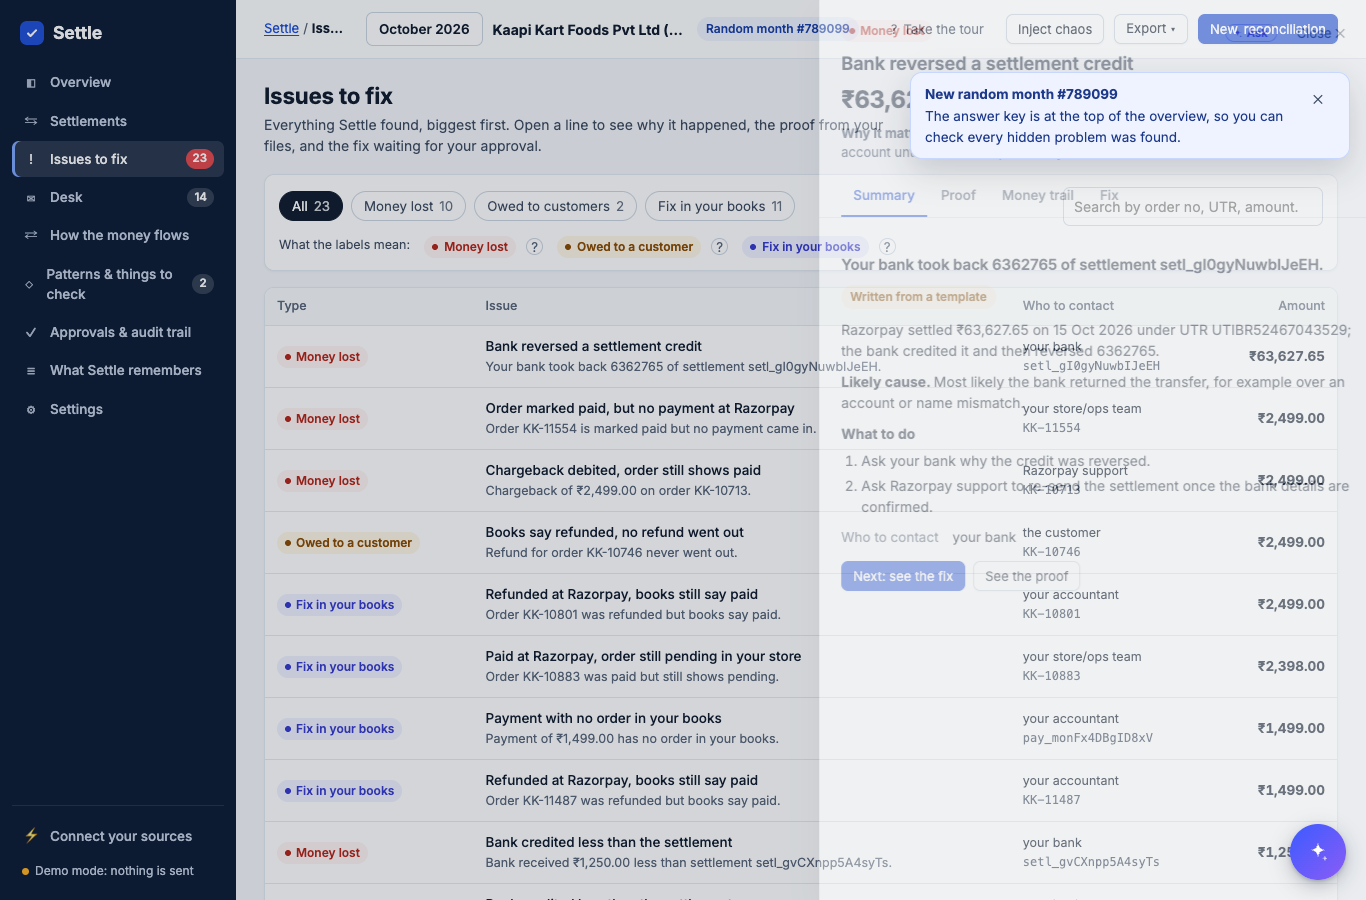 Settle
Overview
Settlements
Issues to fix
23
Desk
14
How the money flows
Patterns & things to
check
2
Approvals & audit trail
What Settle remembers
Settings
Connect your sources
Demo mode: nothing is sent
Settle / Iss...
October 2026
Kaapi Kart Foods Pvt Ltd (...
Random month #789099
? Take the tour
Inject chaos
Export
New reconciliation
Issues to fix
Everything Settle found, biggest first. Open a line to see why it happened, the proof from your
files, and the fix waiting for your approval.
All 23
Money lost 10
Owed to customers 2
Fix in your books 11
Search by order no, UTR, amount.
What the labels mean:
Money lost
?
Owed to a customer
?
Fix in your books
?
Type
Issue
Who to contact
Amount
Money lost
Bank reversed a settlement credit
Your bank took back 6362765 of settlement setl_gI0gyNuwbIJeEH.
your bank
setl_gI0gyNuwbIJeEH
₹63,627.65
Money lost
Order marked paid, but no payment at Razorpay
Order KK-11554 is marked paid but no payment came in.
your store/ops team
KK-11554
₹2,499.00
Money lost
Chargeback debited, order still shows paid
Chargeback of ₹2,499.00 on order KK-10713.
Razorpay support
KK-10713
₹2,499.00
Owed to a customer
Books say refunded, no refund went out
Refund for order KK-10746 never went out.
the customer
KK-10746
₹2,499.00
Fix in your books
Refunded at Razorpay, books still say paid
Order KK-10801 was refunded but books say paid.
your accountant
KK-10801
₹2,499.00
Fix in your books
Paid at Razorpay, order still pending in your store
Order KK-10883 was paid but still shows pending.
your store/ops team
KK-10883
₹2,398.00
Fix in your books
Payment with no order in your books
Payment of ₹1,499.00 has no order in your books.
your accountant
pay_monFx4DBgID8xV
₹1,499.00
Fix in your books
Refunded at Razorpay, books still say paid
Order KK-11487 was refunded but books say paid.
your accountant
KK-11487
₹1,499.00
Money lost
Bank credited less than the settlement
Bank received ₹1,250.00 less than settlement setl_gvCXnpp5A4syTs.
your bank
setl_gvCXnpp5A4syTs
Money lost
Close
Bank reversed a settlement credit
₹63,6
Why it mat
account un
New random month #789099
The answer key is at the top of the overview, so you can
check every hidden problem was found.
Summary
Proof
Money trail
Fix
Your bank took back 6362765 of settlement setl_gI0gyNuwbIJeEH.
Written from a template
Razorpay settled ₹63,627.65 on 15 Oct 2026 under UTR UTIBR52467043529;
the bank credited it and then reversed 6362765.
Likely cause. Most likely the bank returned the transfer, for example over an
account or name mismatch.
What to do
1. Ask your bank why the credit was reversed.
2. Ask Razorpay support to re-send the settlement once the bank details are
confirmed.
Who to contact your bank
Next: see the fix
See the proof